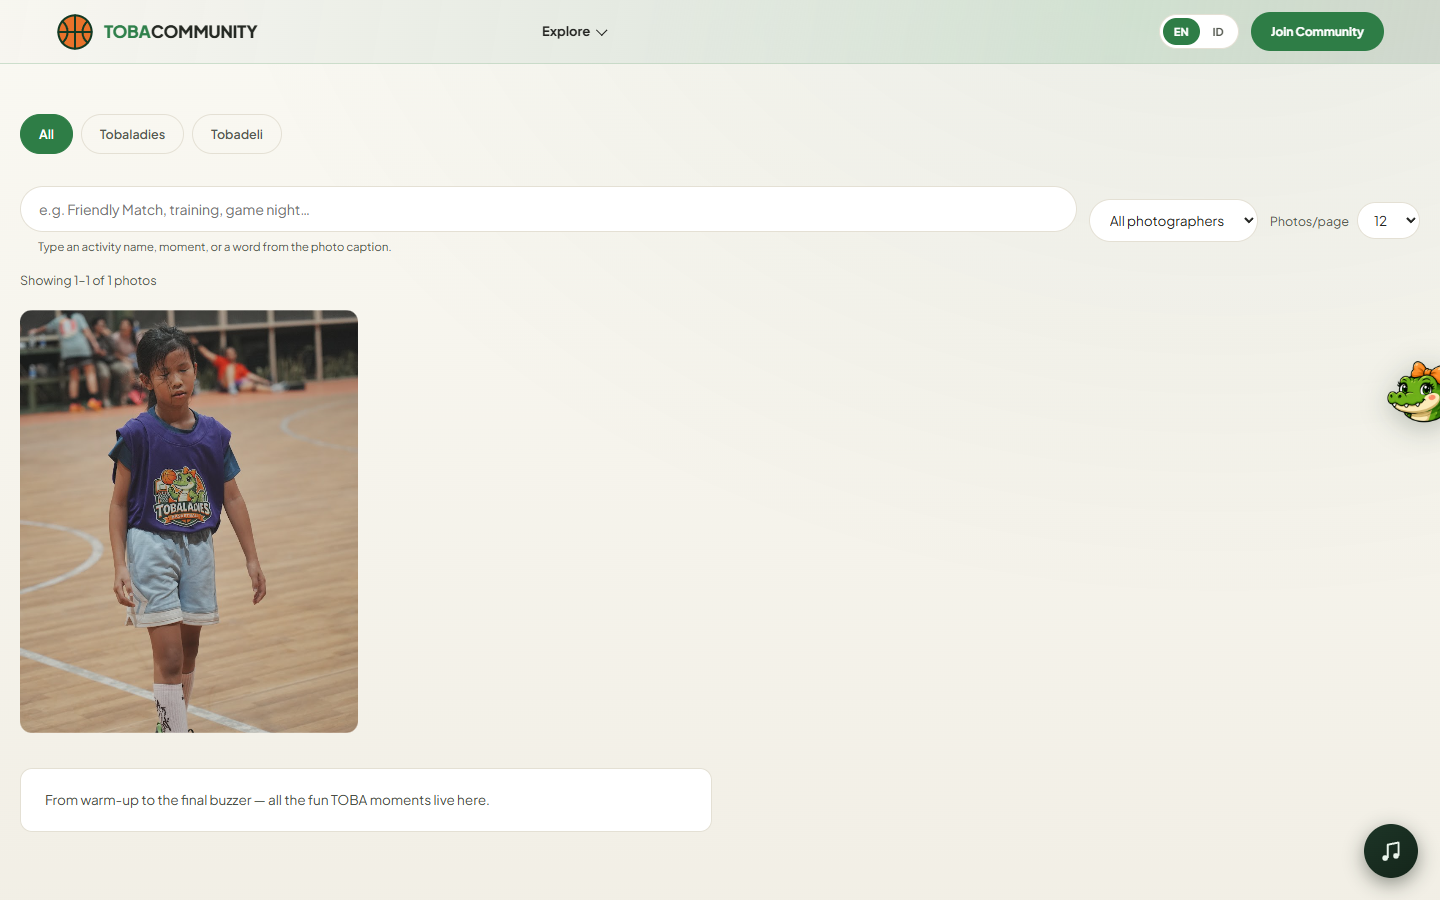 TOBACOMMUNITY
Explore
EN
ID
Join Community
All
Tobaladies
Tobadeli
e.g. Friendly Match, training, game night...
All photographers
Photos/page
12
Type an activity name, moment, or a word from the photo caption.
Showing 1–1 of 1 photos
TOBALADIES
From warm-up to the final buzzer — all the fun TOBA moments live here.